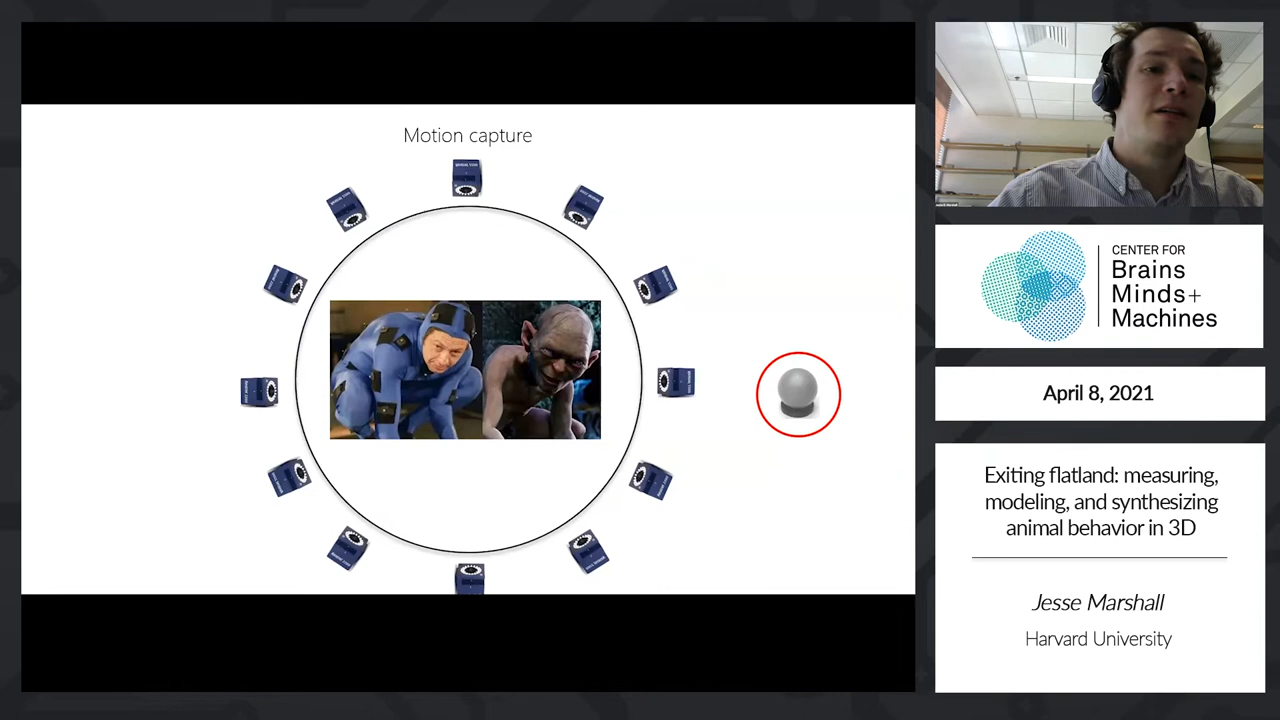 Motion capture
CENTER FOR
Brains
Minds+
Machines
April 8, 2021
Exiting flatland: measuring,
modeling, and synthesizing
animal behavior in 3D
Jesse Marshall
Harvard University